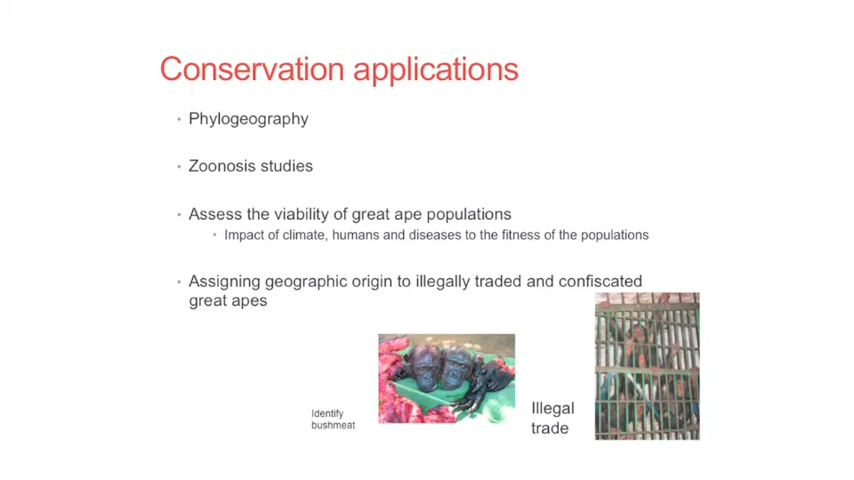 Conservation applications
Phylogeography
Zoonosis studies
Assess the viability of great ape populations
Impact of climate, humans and diseases to the fitness of the populations
Assigning geographic origin to illegally traded and confiscated
great apes
Identify
bushmeat
Illegal
trade